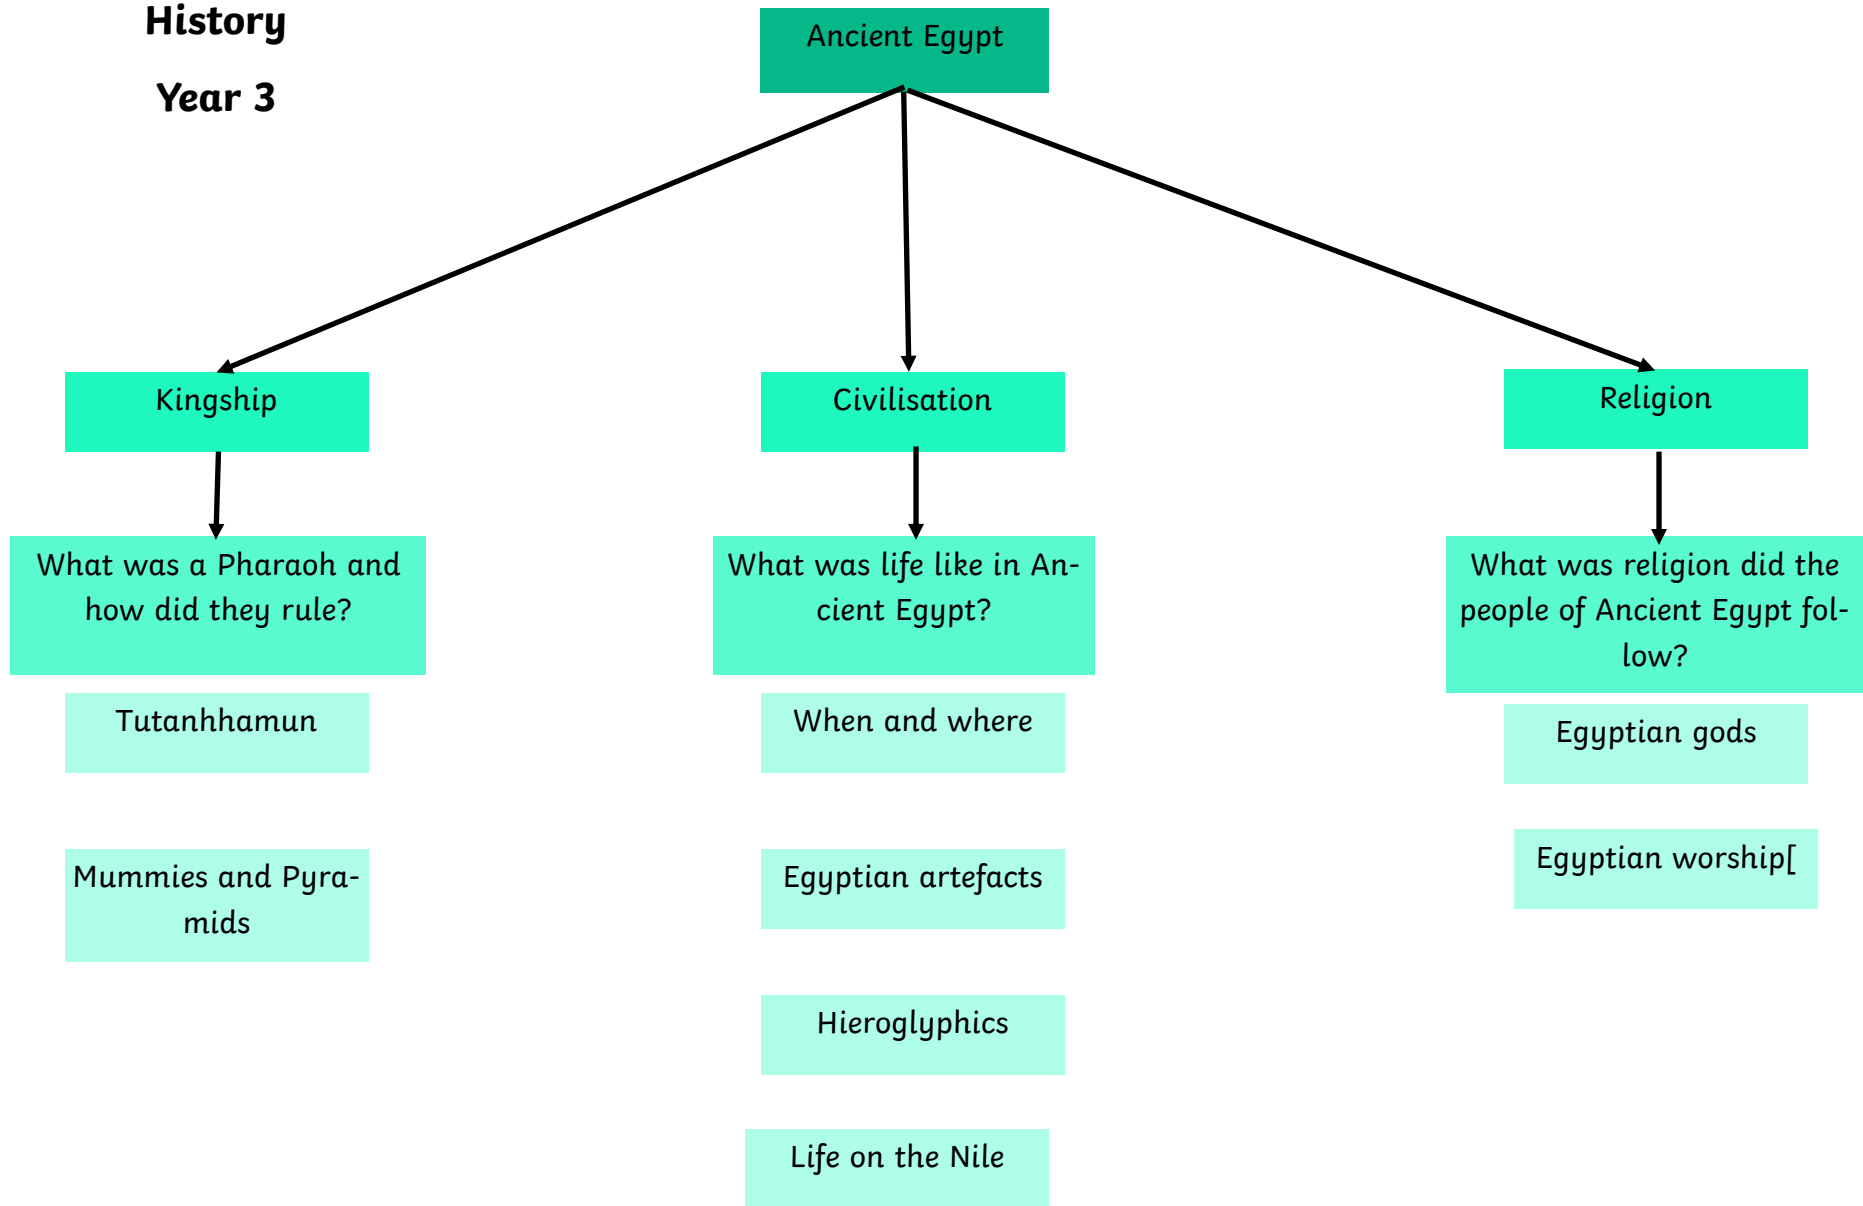 History
Year 3
Ancient Egypt
Kingship
Civilisation
Religion
What was a Pharaoh and
how did they rule?
Tutanhhamun
Mummies and Pyra-
mids
What was life like in An-
cient Egypt?
When and where
Egyptian artefacts
Hieroglyphics
Life on the Nile
What was religion did the
people of Ancient Egypt fol-
low?
Egyptian gods
Egyptian worship[